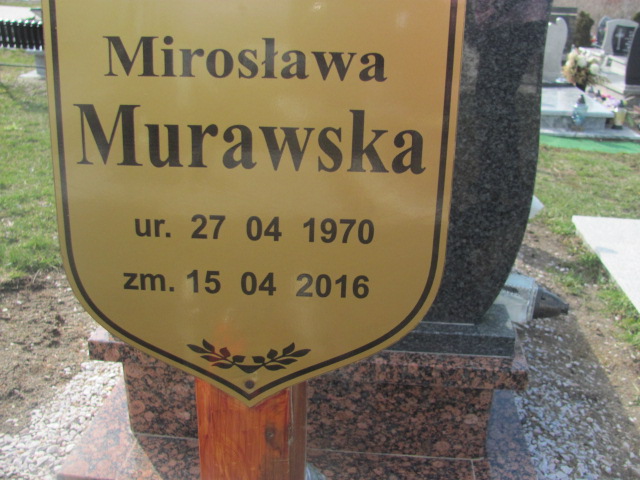 Mirosława
Murawska
ur. 27 04 1970
zm. 15 04 2016